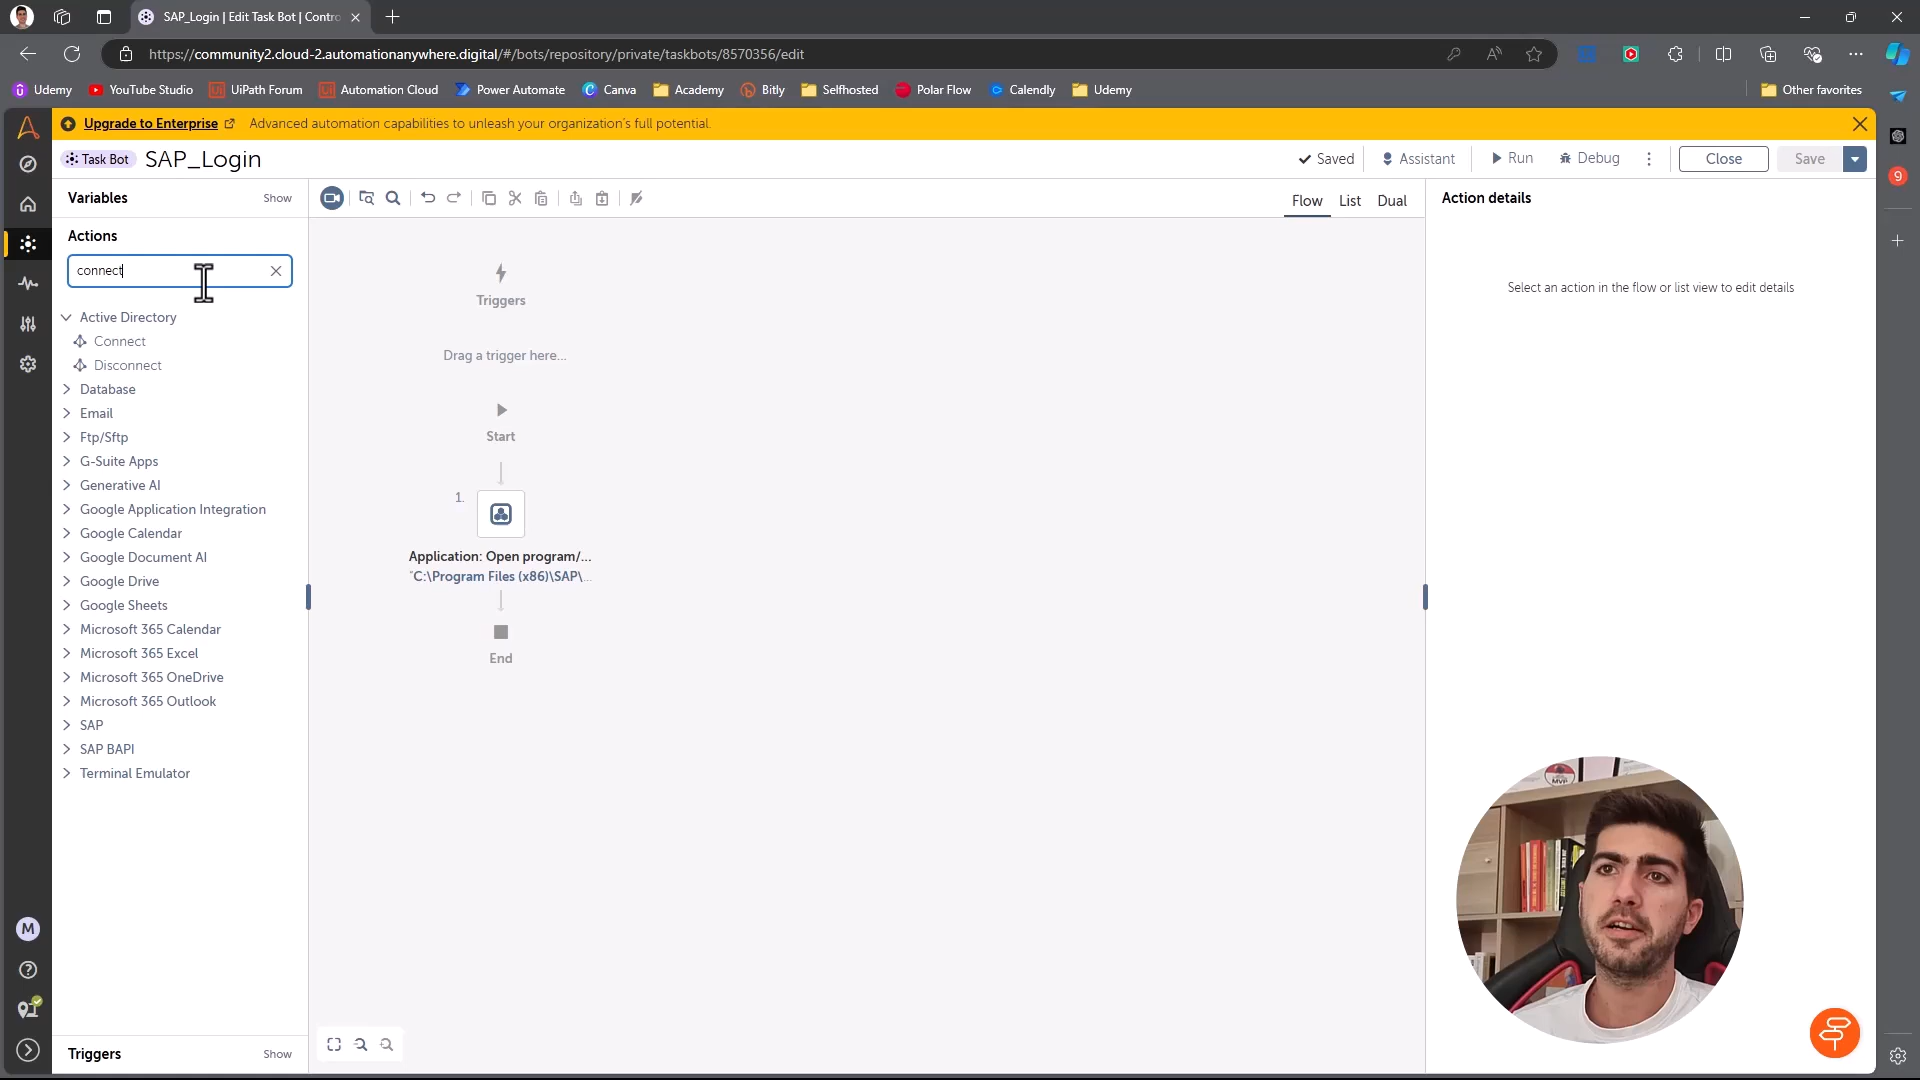 SAP_Login | Edit Task Bot | Contro
https://community2.cloud-2.automationanywhere.digital/#/bots/repository/private/taskbots/8570356/edit
Udemy YouTube Studio UiPath Forum Automation Cloud Power Automate Canva Academy Bitly Selfhosted Polar Flow Calendly Udemy Other favorites
Upgrade to Enterprise Advanced automation capabilities to unleash your organization's full potential.
Task Bot SAP_Login Saved Assistant Run Debug Close Save
9
Variables Show
Flow List Dual
Action details
Actions
connect
Active Directory
Connect
Disconnect
Database
Email
Ftp/Sftp
G-Suite Apps
Generative AI
Google Application Integration
Google Calendar
Google Document AI
Google Drive
Google Sheets
Microsoft 365 Calendar
Microsoft 365 Excel
Microsoft 365 OneDrive
Microsoft 365 Outlook
SAP
SAP BAPI
Terminal Emulator
Triggers Show
M
Triggers
Drag a trigger here...
Start
1.
Application: Open program/...
"C:\Program Files (x86)\SAP\...
End
Select an action in the flow or list view to edit details
MVP